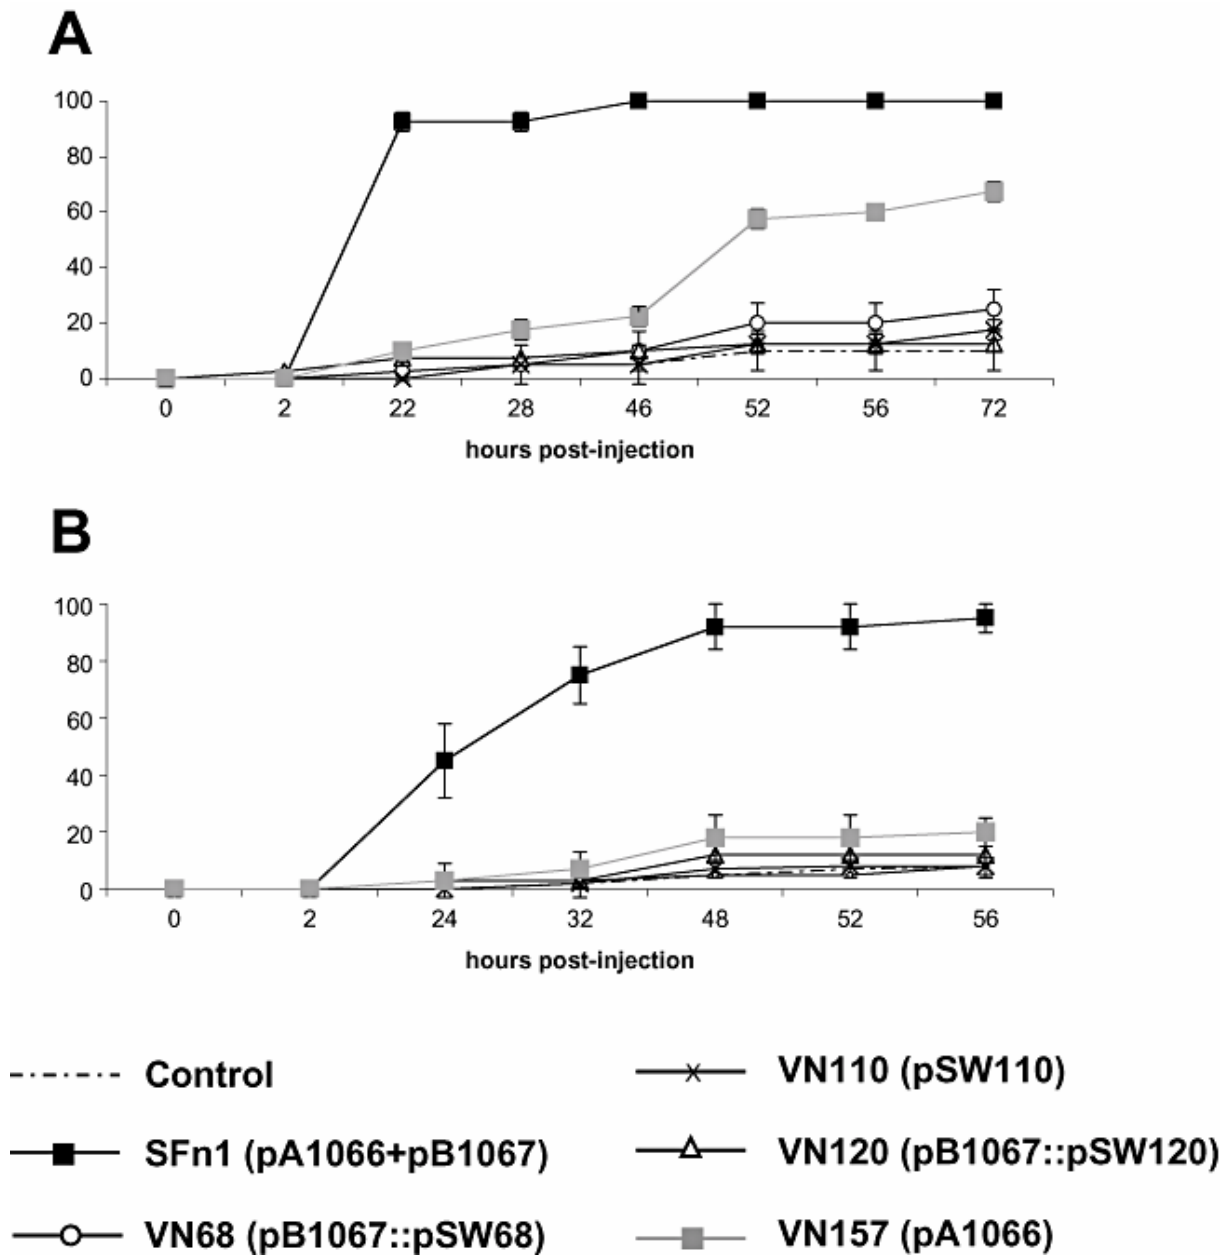 A
100
80
60
40
20
0
0 2 22 28 46 52 56 72
hours post-injection
B
100
80
60
40
20
0
0 2 24 32 48 52 56
hours post-injection
Control
VN110 (pSW110)
SFn1 (pA1066+pB1067)
VN120 (pB1067::pSW120)
VN68 (pB1067::pSW68)
VN157 (pA1066)